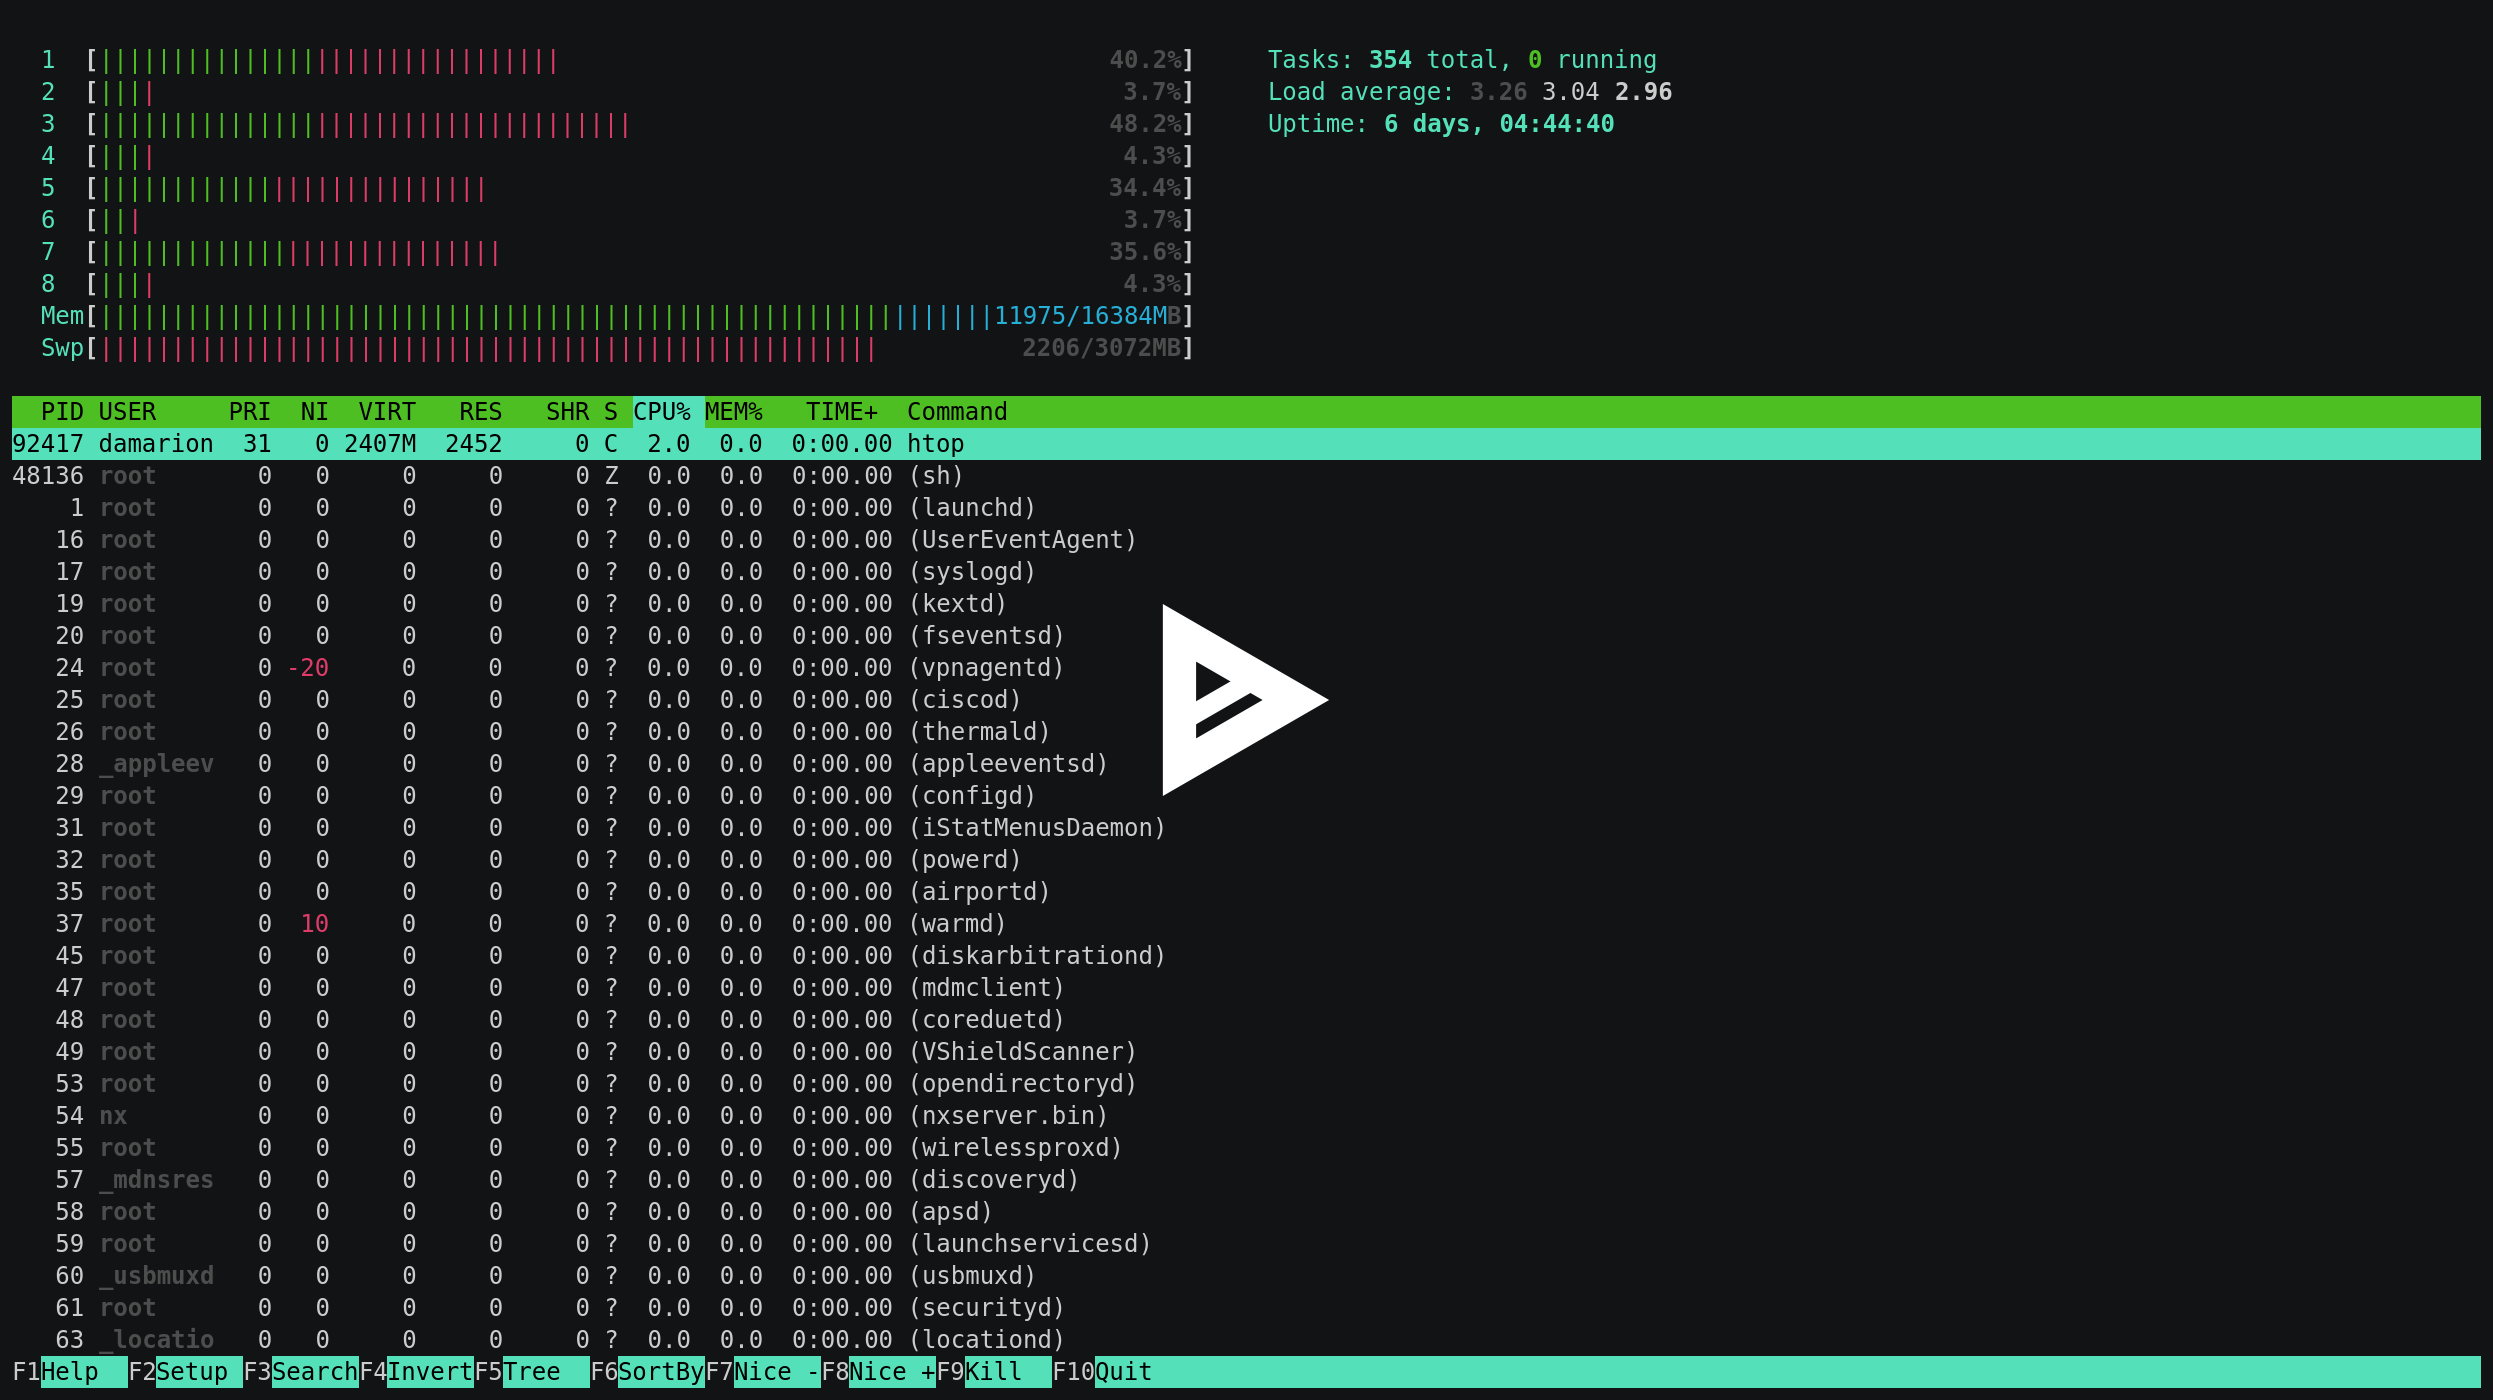 1 [||||||||||||||||||||||||||||||||40.2%]
2 [||||3.7%]
3 [|||||||||||||||||||||||||||||||||||||48.2%]
4 [||||4.3%]
5 [|||||||||||||||||||||||||||34.4%]
6 [|||3.7%]
7 [||||||||||||||||||||||||||||35.6%]
8 [||||4.3%]
Mem[||||||||||||||||||||||||||||||||||||||||||||||||||||||||||||||11975/16384MB]
Swp[||||||||||||||||||||||||||||||||||||||||||||||||||||||2206/3072MB]
Tasks: 354 total, 0 running
Load average: 3.26 3.04 2.96
Uptime: 6 days, 04:44:40
PID USER PRI NI VIRT RES SHR S CPU% MEM% TIME+ Command
92417 damarion 31 0 2407M 2452 0 C 2.0 0.0 0:00.00 htop
48136 root 0 0 0 0 0 Z 0.0 0.0 0:00.00 (sh)
1 root 0 0 0 0 0 ? 0.0 0.0 0:00.00 (launchd)
16 root 0 0 0 0 0 ? 0.0 0.0 0:00.00 (UserEventAgent)
17 root 0 0 0 0 0 ? 0.0 0.0 0:00.00 (syslogd)
19 root 0 0 0 0 0 ? 0.0 0.0 0:00.00 (kextd)
20 root 0 0 0 0 0 ? 0.0 0.0 0:00.00 (fseventsd)
24 root 0 -20 0 0 0 ? 0.0 0.0 0:00.00 (vpnagentd)
25 root 0 0 0 0 0 ? 0.0 0.0 0:00.00 (ciscod)
26 root 0 0 0 0 0 ? 0.0 0.0 0:00.00 (thermald)
28 _appleev 0 0 0 0 0 ? 0.0 0.0 0:00.00 (appleeventsd)
29 root 0 0 0 0 0 ? 0.0 0.0 0:00.00 (configd)
31 root 0 0 0 0 0 ? 0.0 0.0 0:00.00 (iStatMenusDaemon)
32 root 0 0 0 0 0 ? 0.0 0.0 0:00.00 (powerd)
35 root 0 0 0 0 0 ? 0.0 0.0 0:00.00 (airportd)
37 root 0 10 0 0 0 ? 0.0 0.0 0:00.00 (warmd)
45 root 0 0 0 0 0 ? 0.0 0.0 0:00.00 (diskarbitrationd)
47 root 0 0 0 0 0 ? 0.0 0.0 0:00.00 (mdmclient)
48 root 0 0 0 0 0 ? 0.0 0.0 0:00.00 (coreduetd)
49 root 0 0 0 0 0 ? 0.0 0.0 0:00.00 (VShieldScanner)
53 root 0 0 0 0 0 ? 0.0 0.0 0:00.00 (opendirectoryd)
54 nx 0 0 0 0 0 ? 0.0 0.0 0:00.00 (nxserver.bin)
55 root 0 0 0 0 0 ? 0.0 0.0 0:00.00 (wirelessproxd)
57 _mdnsres 0 0 0 0 0 ? 0.0 0.0 0:00.00 (discoveryd)
58 root 0 0 0 0 0 ? 0.0 0.0 0:00.00 (apsd)
59 root 0 0 0 0 0 ? 0.0 0.0 0:00.00 (launchservicesd)
60 _usbmuxd 0 0 0 0 0 ? 0.0 0.0 0:00.00 (usbmuxd)
61 root 0 0 0 0 0 ? 0.0 0.0 0:00.00 (securityd)
63 _locatio 0 0 0 0 0 ? 0.0 0.0 0:00.00 (locationd)
F1Help F2Setup F3SearchF4InvertF5Tree F6SortByF7Nice -F8Nice +F9Kill F10Quit